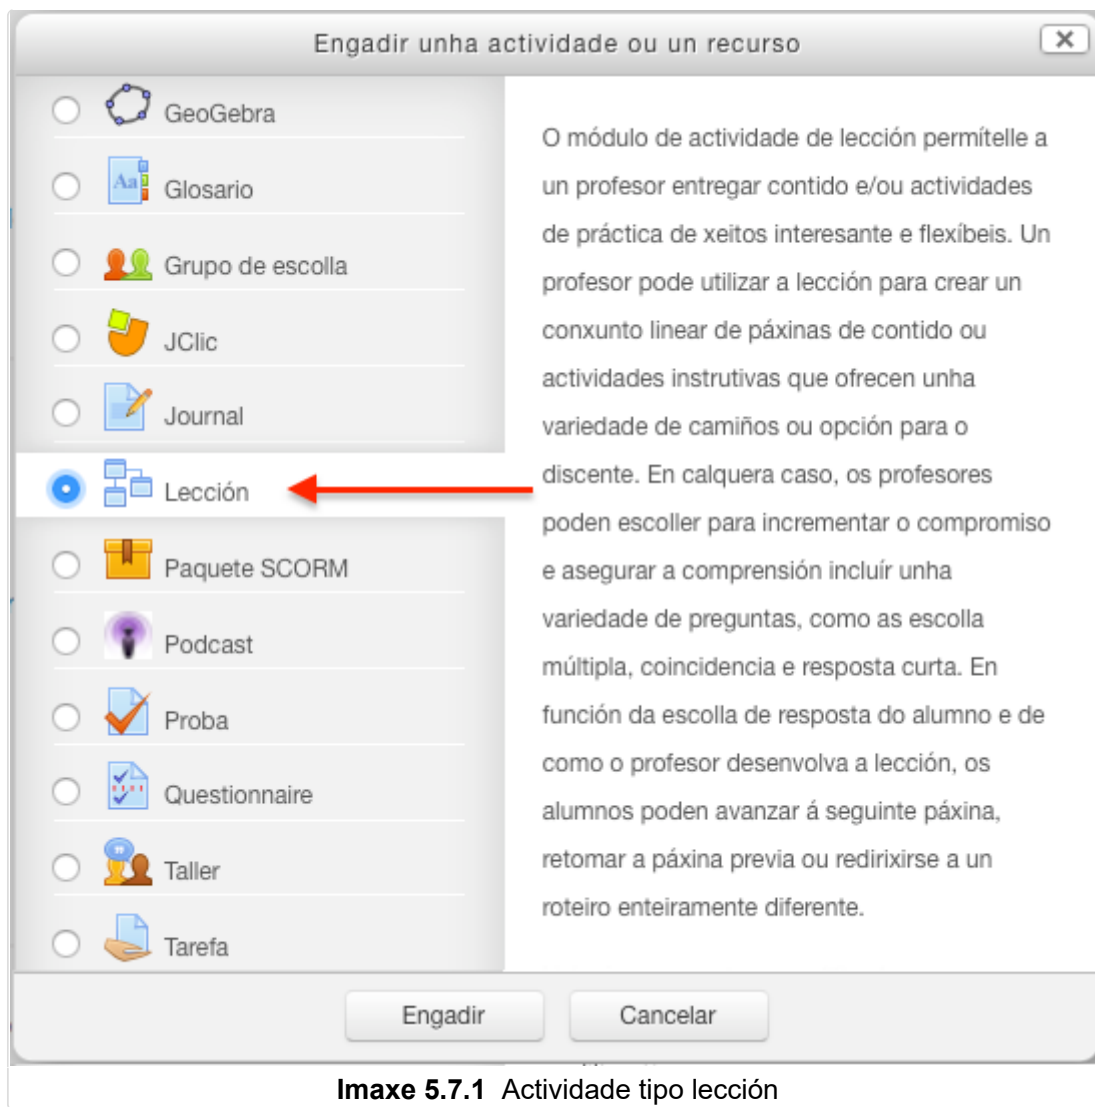 Engadir unha actividade ou un recurso
GeoGebra
Glosario
Grupo de escolla
JClic
Journal
Lección
Paquete SCORM
Podcast
Proba
Questionnaire
Taller
Tarefa
O módulo de actividade de lección permítelle a
un profesor entregar contido e/ou actividades
de práctica de xeitos interesante e flexíbeis. Un
profesor pode utilizar a lección para crear un
conxunto linear de páxinas de contido ou
actividades instrutivas que ofrecen unha
variedade de camiños ou opción para o
discente. En calquera caso, os profesores
poden escoller para incrementar o compromiso
e asegurar a comprensión incluír unha
variedade de preguntas, como as escolla
múltipla, coincidencia e resposta curta. En
función da escolla de resposta do alumno e de
como o profesor desenvolva a lección, os
alumnos poden avanzar á seguinte páxina,
retomar a páxina previa ou redirixirse a un
roteiro enteiramente diferente.
Engadir
Cancelar
Imaxe 5.7.1 Actividade tipo lección